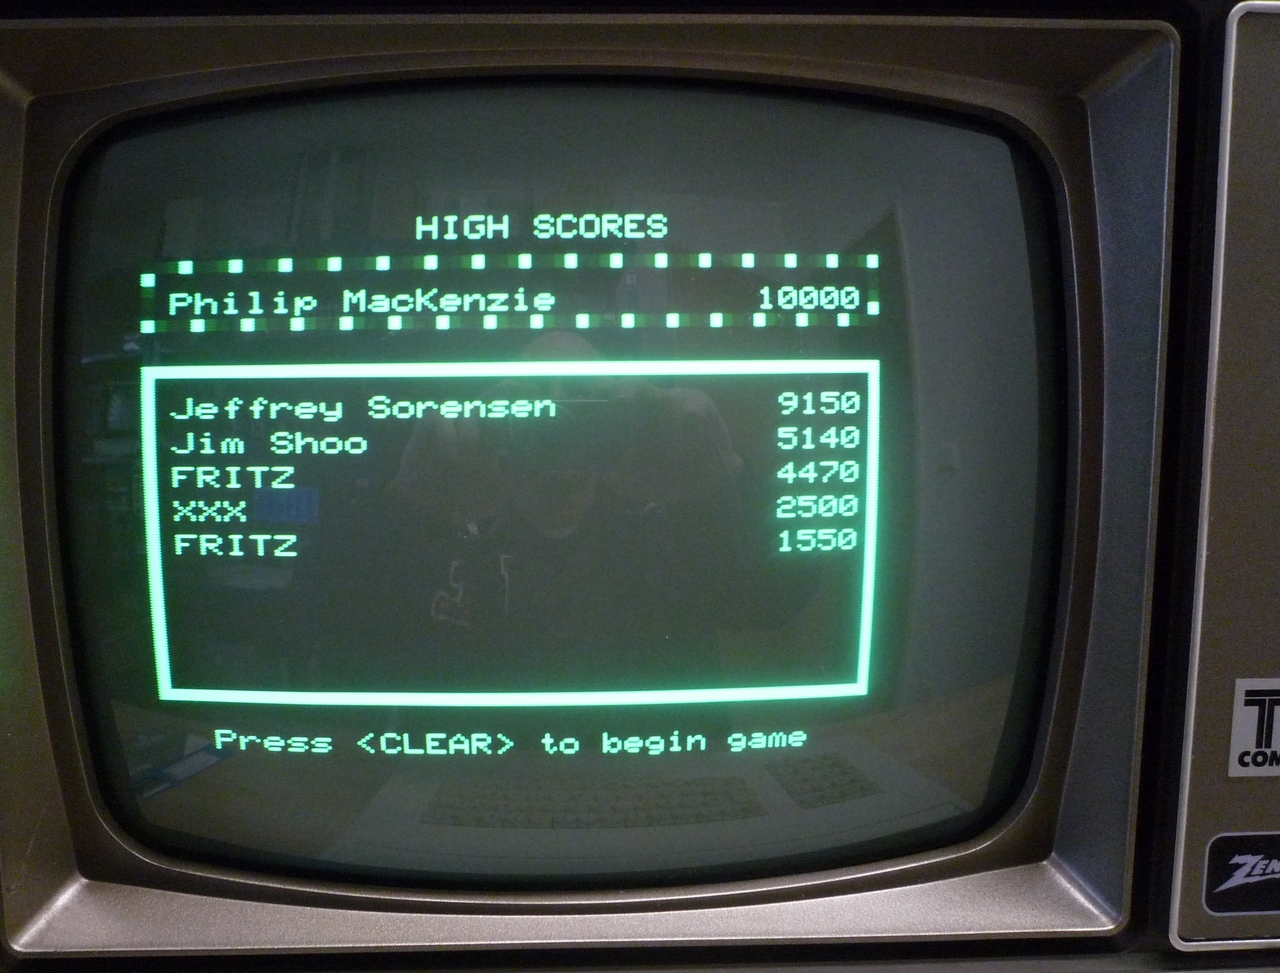 HIGH SCORES
Philip MacKenzie 10000
Jeffrey Sorensen 9150
Jim Shoo 5140
FRITZ 4470
XXX 2500
FRITZ 1550
Press <CLEAR> to begin game